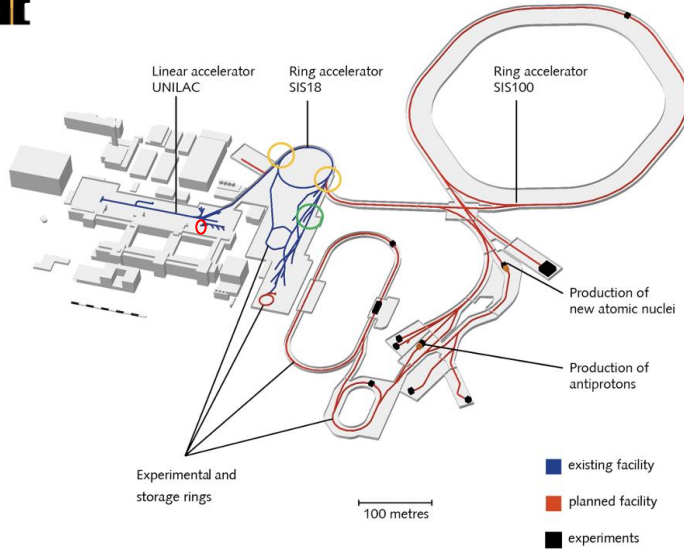 Linear accelerator
UNILAC
Ring accelerator
SIS18
Ring accelerator
SIS100
Production of
new atomic nuclei
Production of
antiprotons
Experimental and
storage rings
100 metres
existing facility
planned facility
experiments